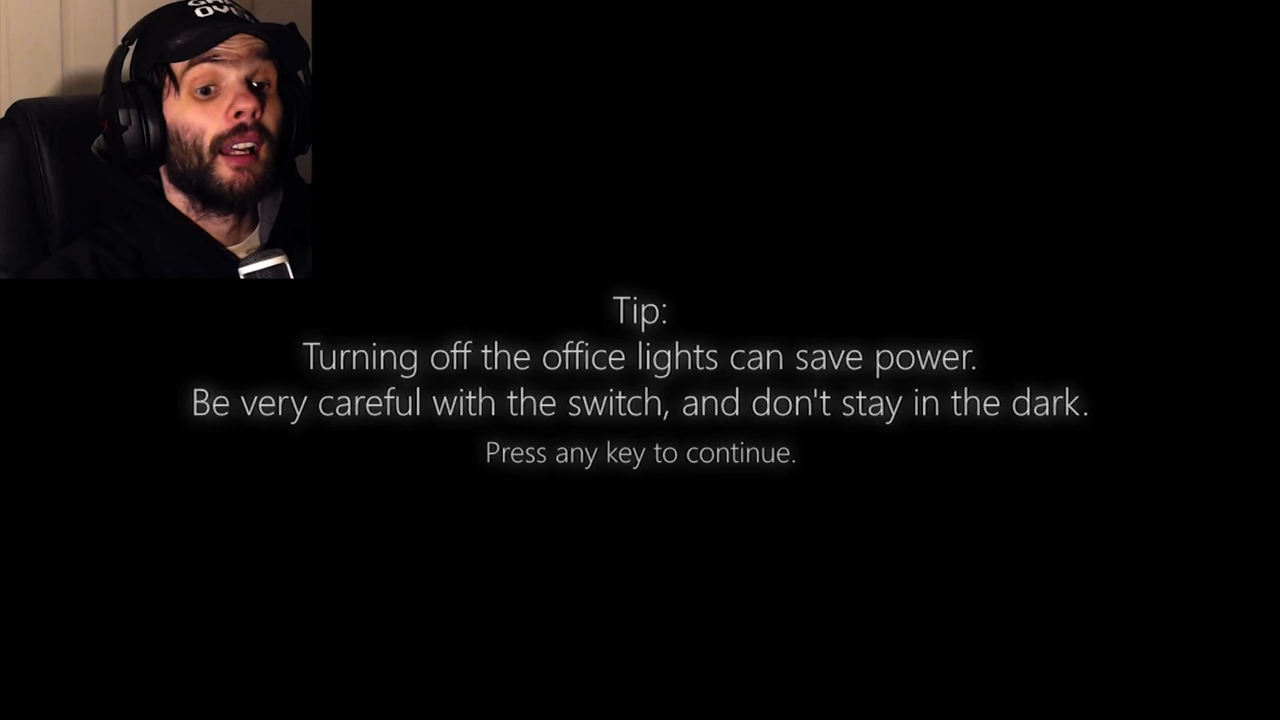 OVER
Tip:
Turning off the office lights can save power.
Be very careful with the switch, and don't stay in the dark.
Press any key to continue.